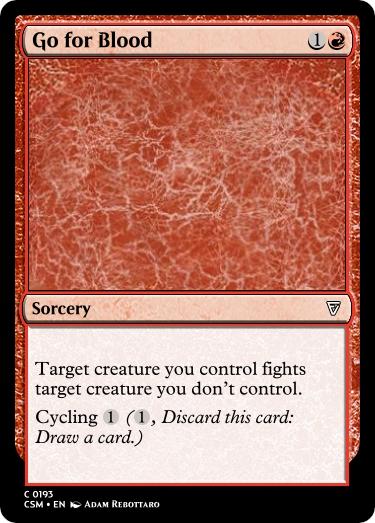 Go for Blood 1
Sorcery
Target creature you control fights
target creature you don't control.
Cycling 1 (1, Discard this card:
Draw a card.)
C 0193
CSM • EN Adam Rebottaro